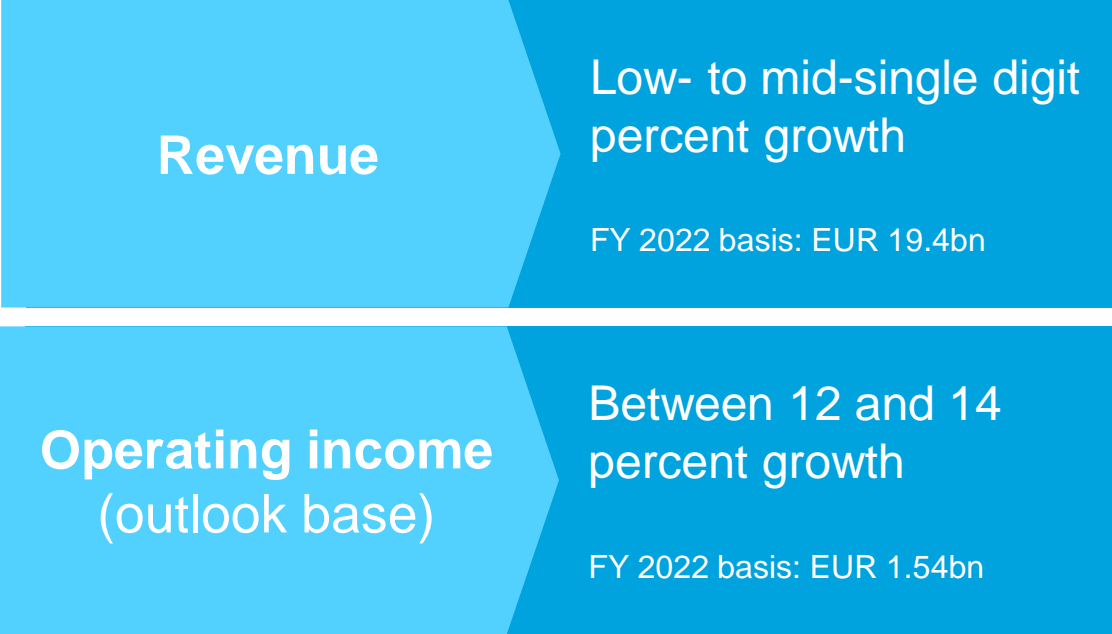 Revenue
Low- to mid-single digit
percent growth
FY 2022 basis: EUR 19.4bn
Operating income
(outlook base)
Between 12 and 14
percent growth
FY 2022 basis: EUR 1.54bn